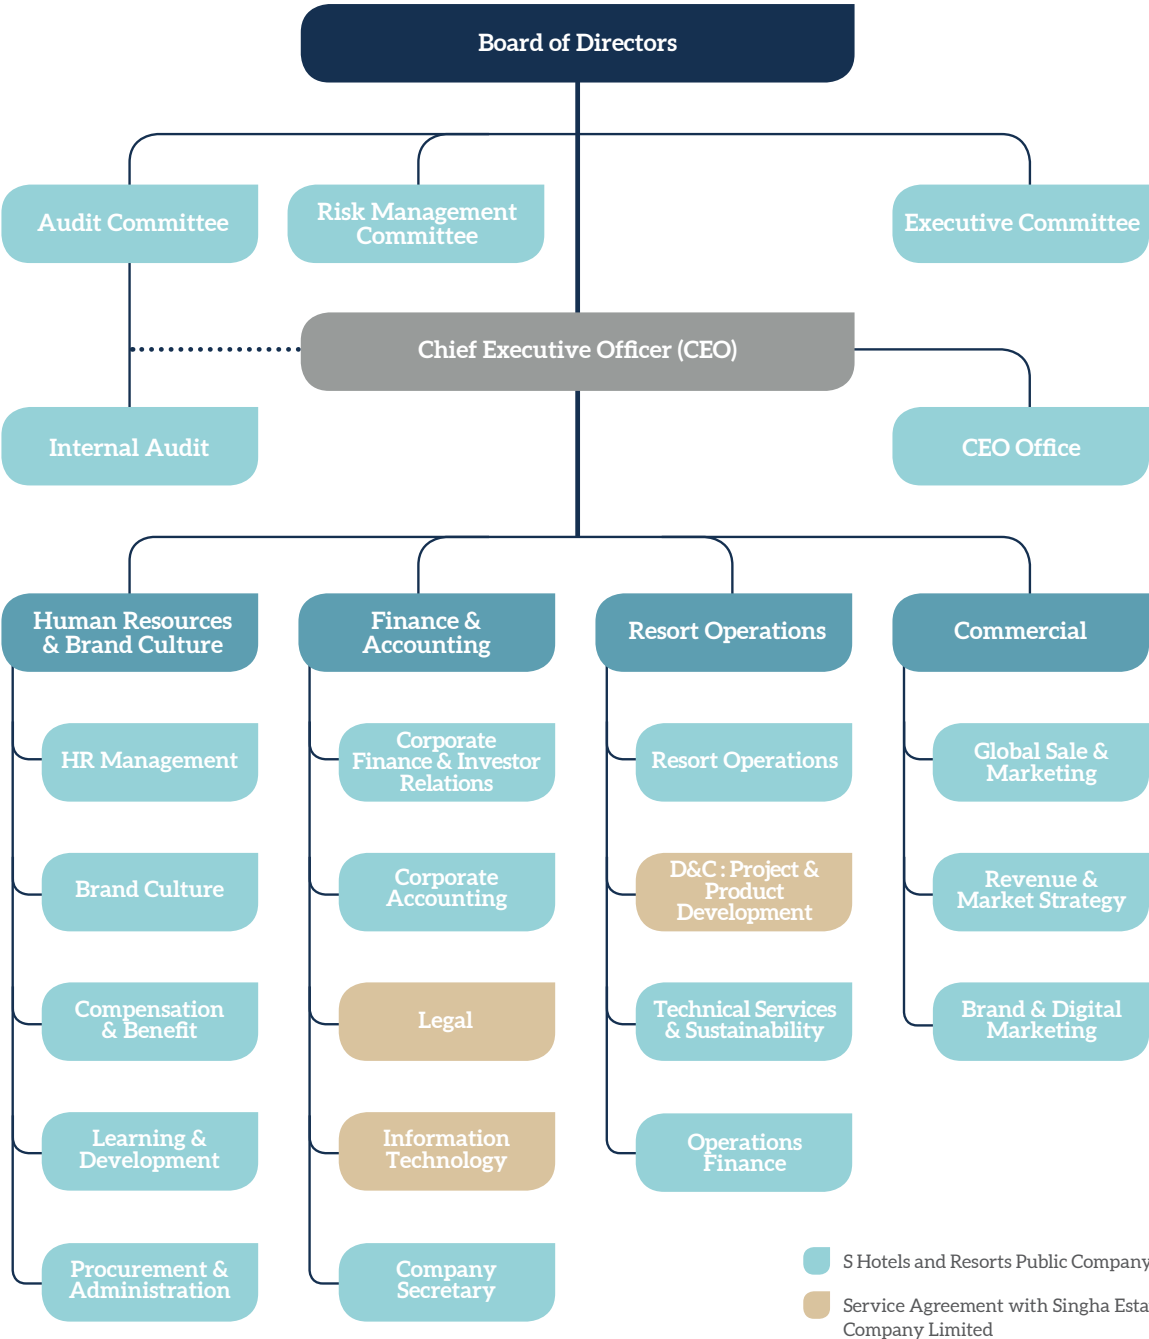 Board of Directors
Audit Committee
Risk Management
Committee
Executive Committee
Chief Executive Officer (CEO)
Internal Audit
CEO Office
Human Resources
& Brand Culture
Finance &
Accounting
Resort Operations
Commercial
HR Management
Corporate
Finance & Investor
Relations
Resort Operations
Global Sale &
Marketing
Brand Culture
Corporate
Accounting
D&C : Project &
Product
Development
Revenue &
Market Strategy
Compensation
& Benefit
Legal
Technical Services
& Sustainability
Brand & Digital
Marketing
Learning &
Development
Information
Technology
Operations
Finance
Procurement &
Administration
Company
Secretary
S Hotels and Resorts Public Company
Service Agreement with Singha Esta
Company Limited